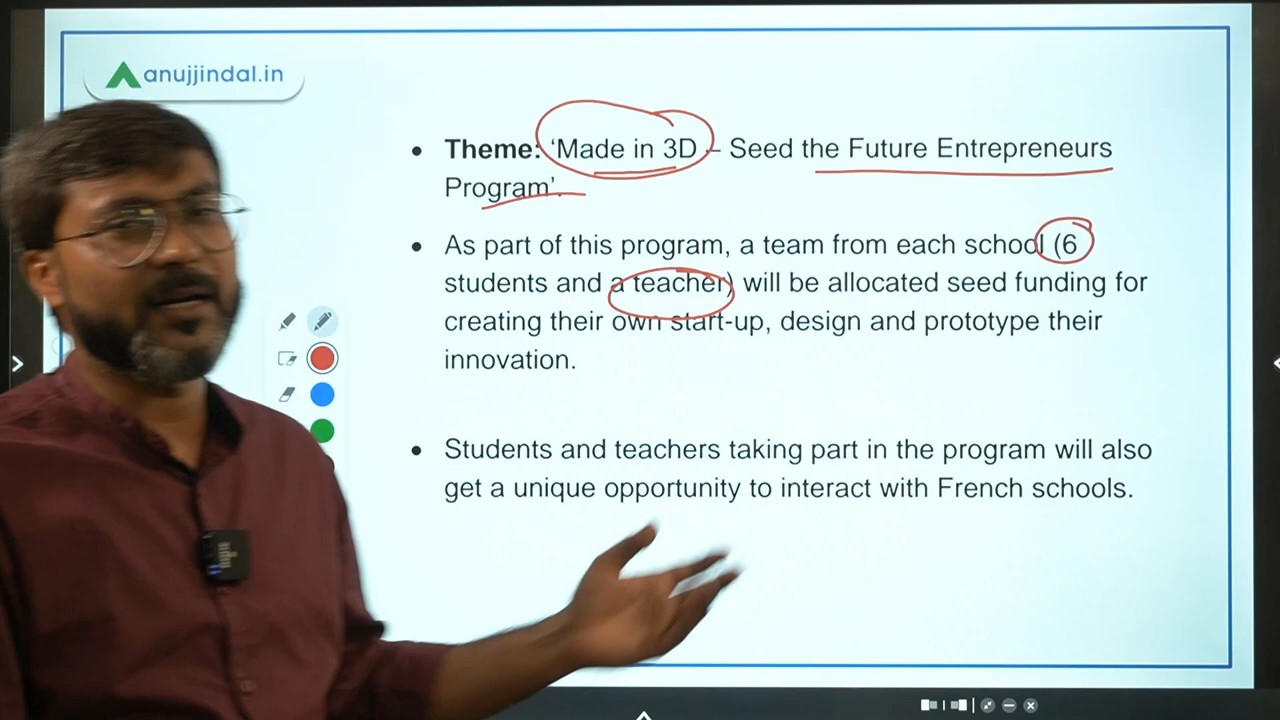 anujjindal.in
Theme: ‘Made in 3D – Seed the Future Entrepreneurs
Program’.
As part of this program, a team from each school (6
students and a teacher) will be allocated seed funding for
creating their own start-up, design and prototype their
innovation.
Students and teachers taking part in the program will also
get a unique opportunity to interact with French schools.